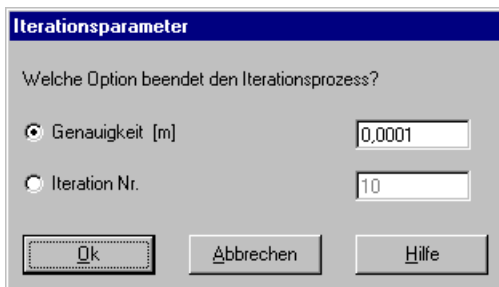 Iterationsparameter
Welche Option beendet den Iterationsprozess?
Genauigkeit [m] 0,0001
Iteration Nr. 10
Ok Abbrechen Hilfe